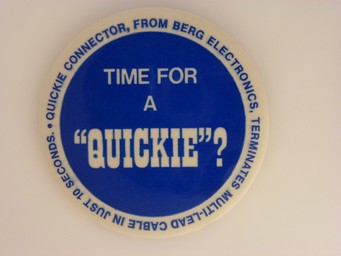 TIME FOR
A
"QUICKIE"?
QUICKIE CONNECTOR, FROM BERG ELECTRONICS, TERMINATES MULTI-LEAD CABLE IN JUST 10 SECONDS. •